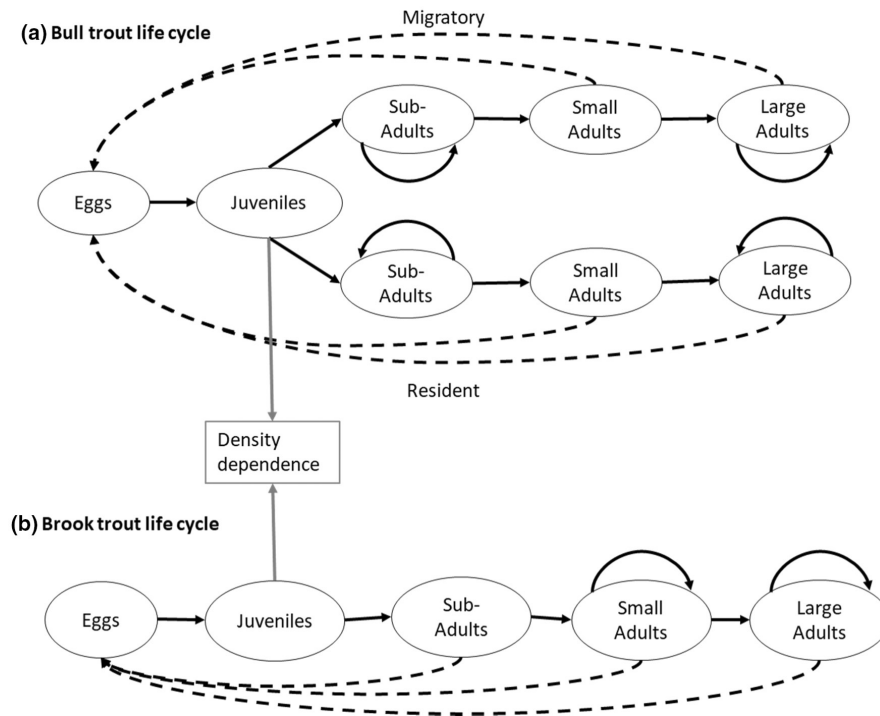 Migratory
(a) Bull trout life cycle
Sub-
Adults
Small
Adults
Large
Adults
Eggs
Juveniles
Sub-
Adults
Small
Adults
Large
Adults
Resident
Density
dependence
(b) Brook trout life cycle
Eggs
Juveniles
Sub-
Adults
Small
Adults
Large
Adults